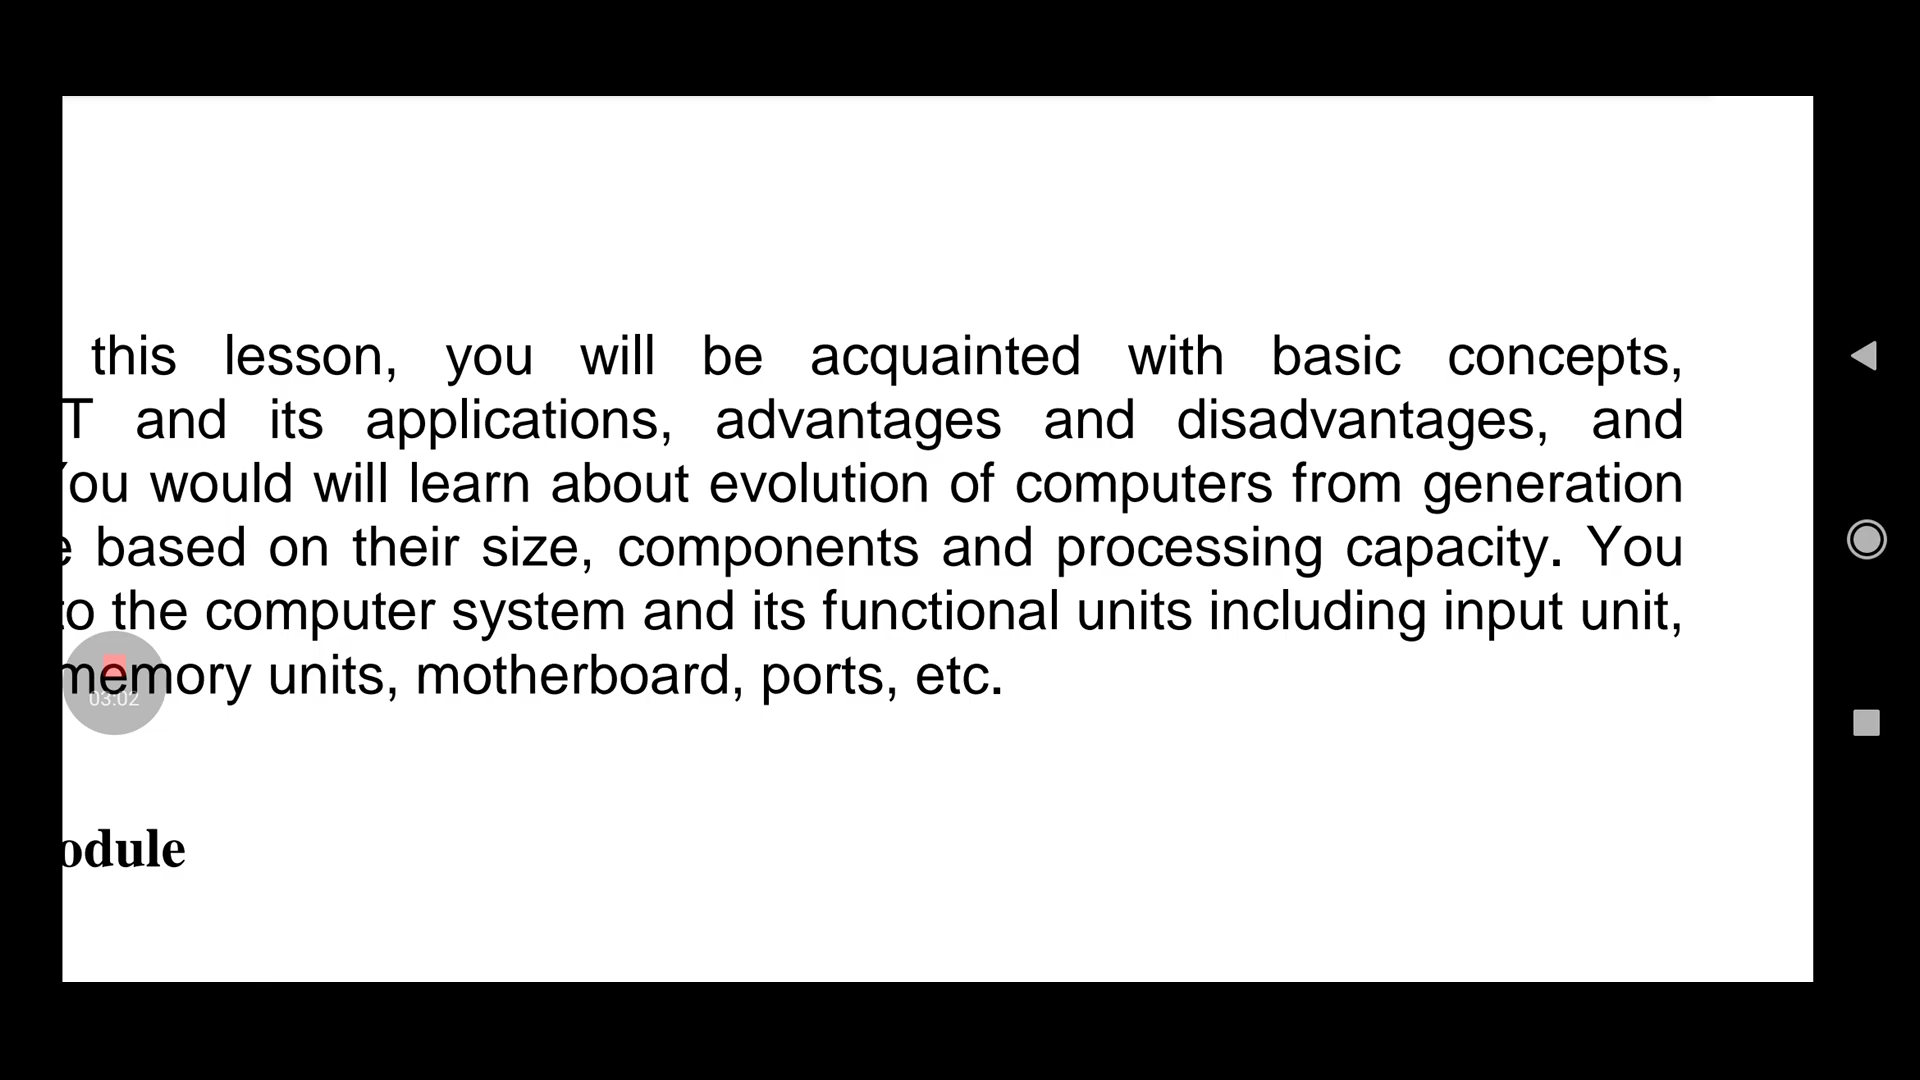 this lesson, you will be acquainted with basic concepts,
T and its applications, advantages and disadvantages, and
You would will learn about evolution of computers from generation
based on their size, components and processing capacity. You
to the computer system and its functional units including input unit,
memory units, motherboard, ports, etc.
03:02
odule